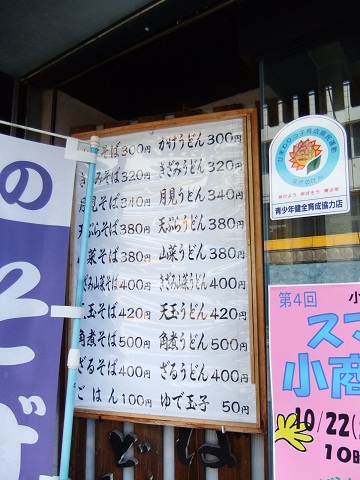 のそば
そば300円 かけうどん300円
きざみそば320円 きざみうどん320円
月見そば340円 月見うどん340円
天ぷらそば380円 天ぷらうどん380円
山菜そば380円 山菜うどん380円
きざみ山菜そば400円 きざみ山菜うどん400円
天玉そば420円 天玉うどん420円
角煮そば500円 角煮うどん500円
ざるそば400円 ざるうどん400円
ごはん100円 ゆで玉子50円
青少年健全育成協力店
第4回
スマ
小商
10/22(
10時